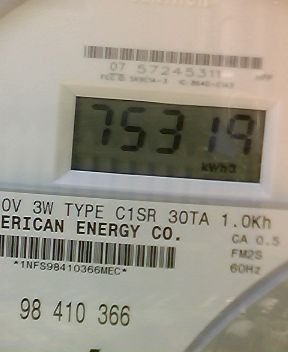 07 57245311
75319
kWh
0V 3W TYPE C1SR 30TA 1.0Kh
ERICAN ENERGY CO.
CA 0.5
FM2S
60Hz
*1NFS98410366MEC*
98 410 366